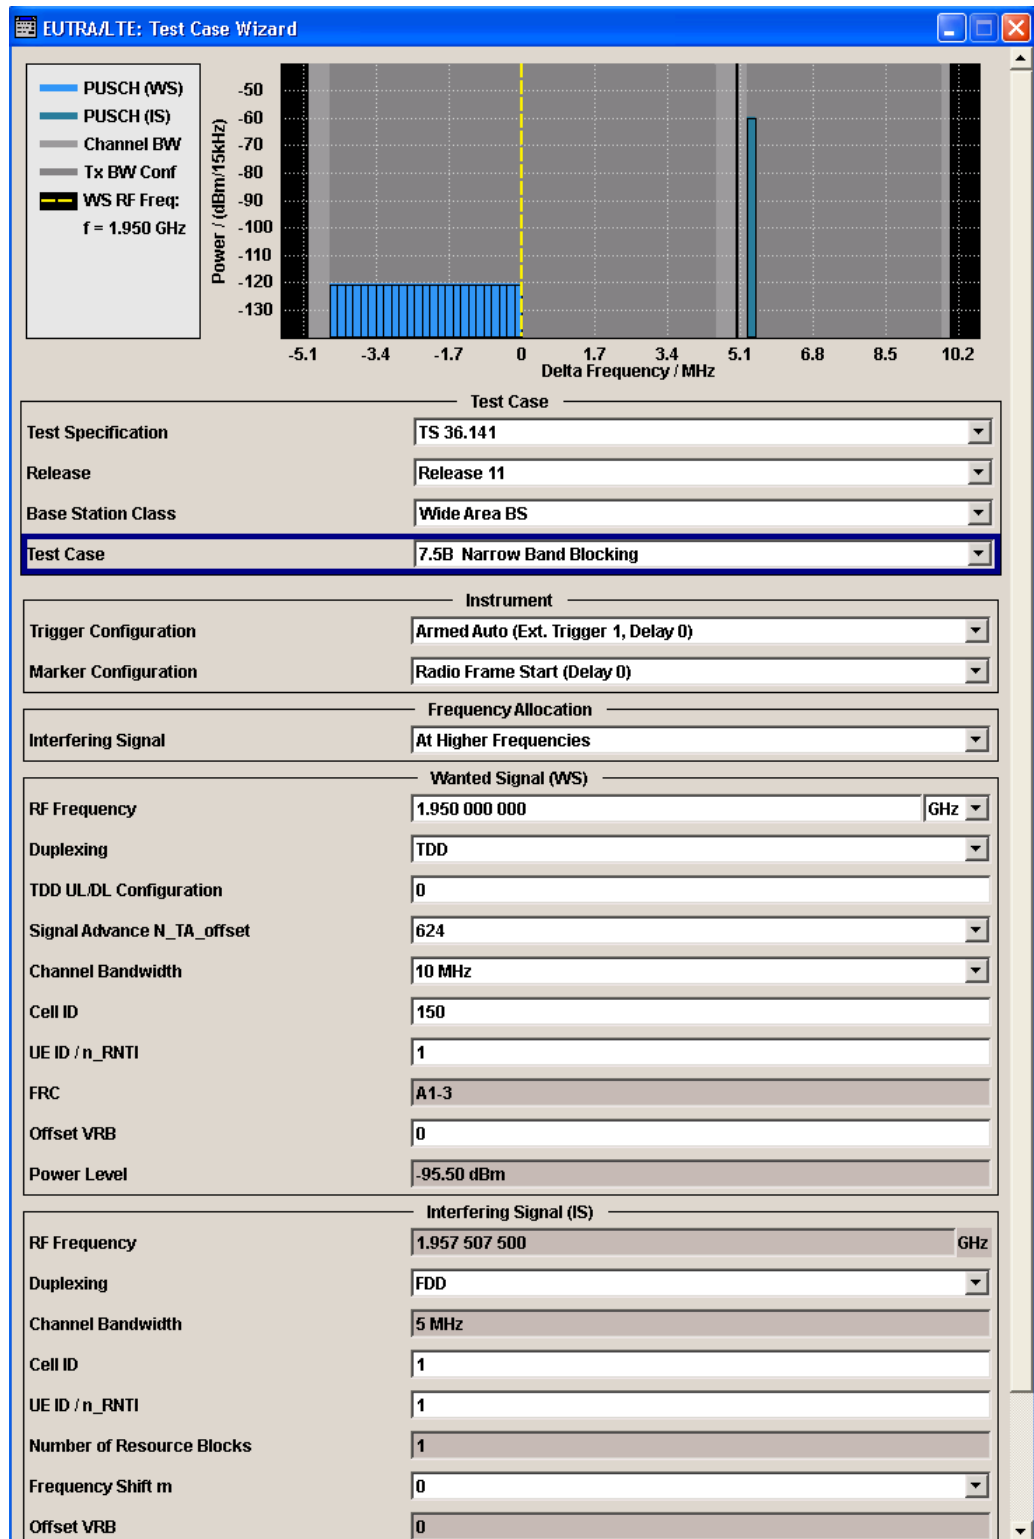 EUTRA/LTE: Test Case Wizard
PUSCH (WS)
PUSCH (IS)
Channel BW
Tx BW Conf
WS RF Freq:
f = 1.950 GHz
Power / (dBm/15kHz)
-50
-60
-70
-80
-90
-100
-110
-120
-130
-5.1 -3.4 -1.7 0 1.7 3.4 5.1 6.8 8.5 10.2
Delta Frequency / MHz
Test Case
Test Specification TS 36.141
Release Release 11
Base Station Class Wide Area BS
Test Case 7.5B Narrow Band Blocking
Instrument
Trigger Configuration Armed Auto (Ext. Trigger 1, Delay 0)
Marker Configuration Radio Frame Start (Delay 0)
Frequency Allocation
Interfering Signal At Higher Frequencies
Wanted Signal (WS)
RF Frequency 1.950 000 000 GHz
Duplexing TDD
TDD UL/DL Configuration 0
Signal Advance N_TA_offset 624
Channel Bandwidth 10 MHz
Cell ID 150
UE ID / n_RNTI 1
FRC A1-3
Offset VRB 0
Power Level -95.50 dBm
Interfering Signal (IS)
RF Frequency 1.957 507 500 GHz
Duplexing FDD
Channel Bandwidth 5 MHz
Cell ID 1
UE ID / n_RNTI 1
Number of Resource Blocks 1
Frequency Shift m 0
Offset VRB 0